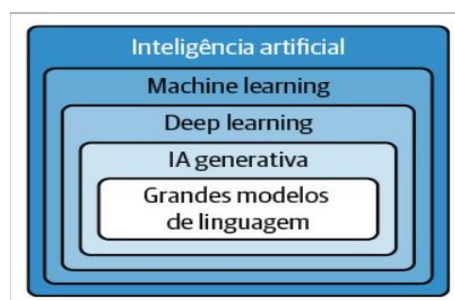 Inteligência artificial
Machine learning
Deep learning
IA generativa
Grandes modelos
de linguagem